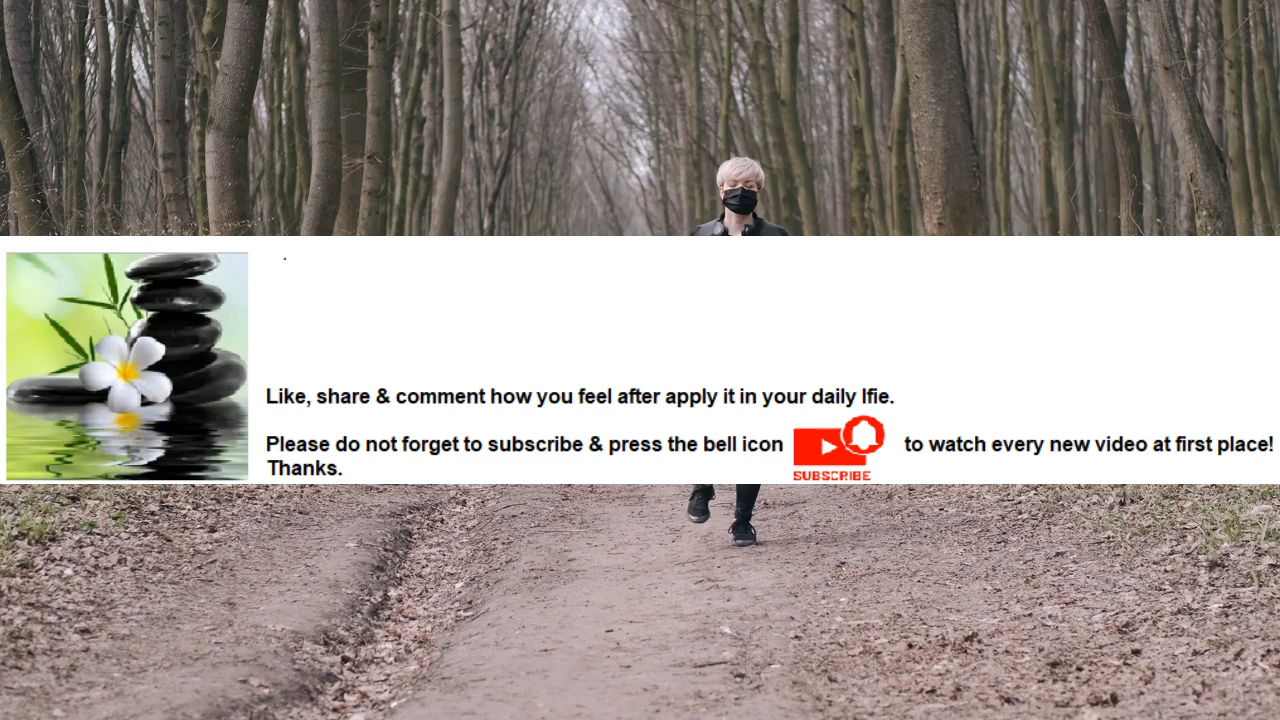 Like, share & comment how you feel after apply it in your daily lfie.
Please do not forget to subscribe & press the bell icon SUBSCRIBE to watch every new video at first place!
Thanks.